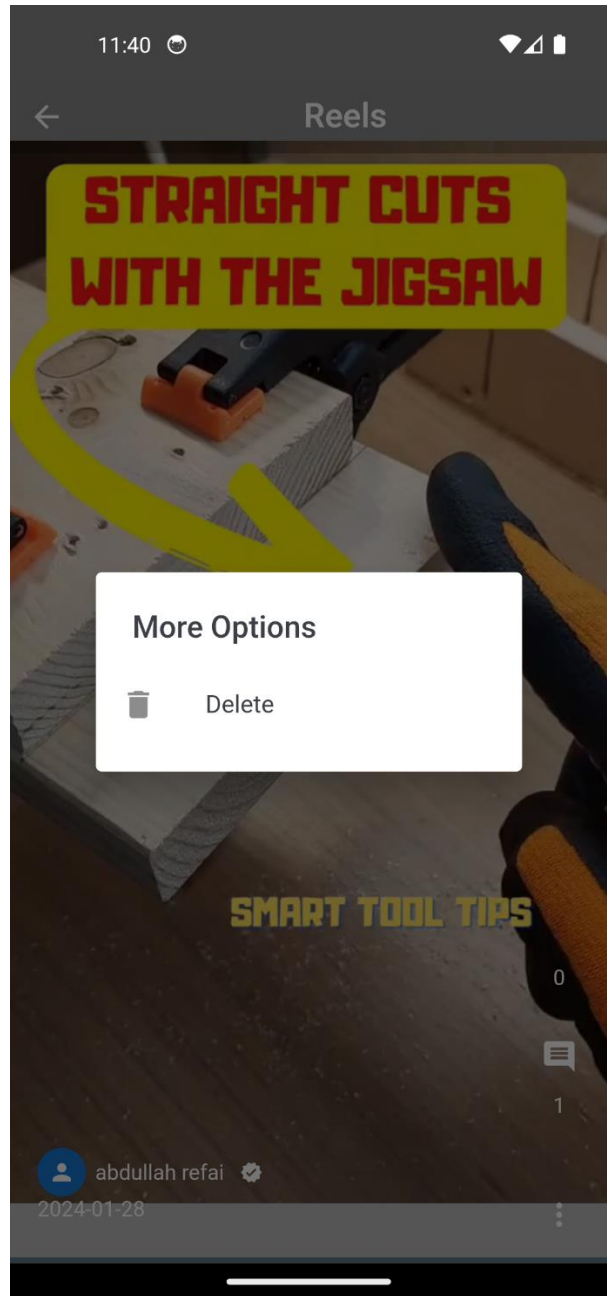 11:40
Reels
STRAIGHT CUTS
WITH THE JIGSAW
More Options
Delete
SMART TOOL TIPS
0
1
abdullah refai
2024-01-28